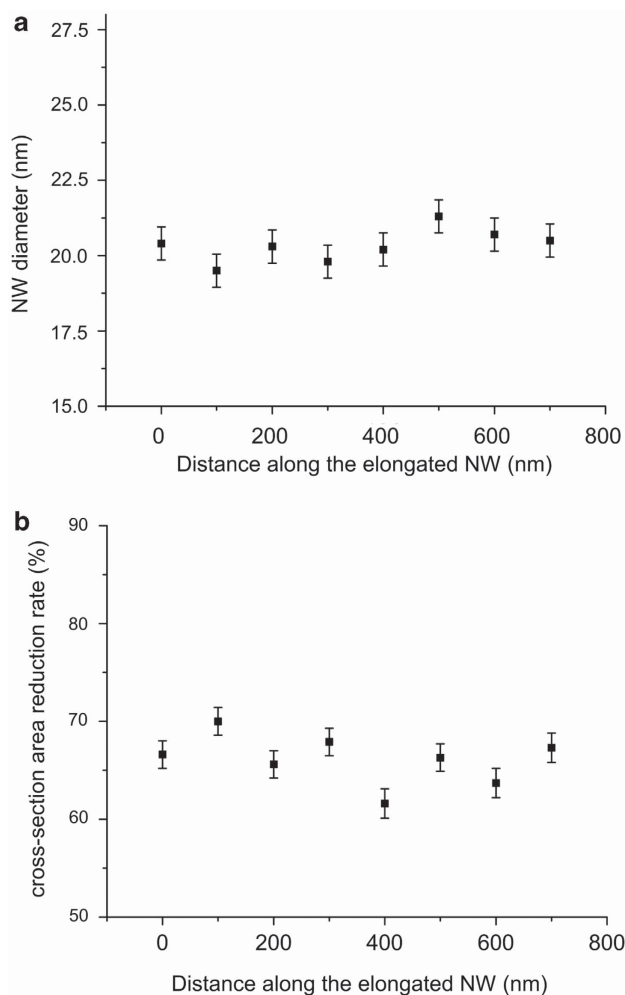 a
27.5
25.0
22.5
20.0
17.5
15.0
NW diameter (nm)
0 200 400 600 800
Distance along the elongated NW (nm)
b
90
80
70
60
50
cross-section area reduction rate (%)
0 200 400 600 800
Distance along the elongated NW (nm)